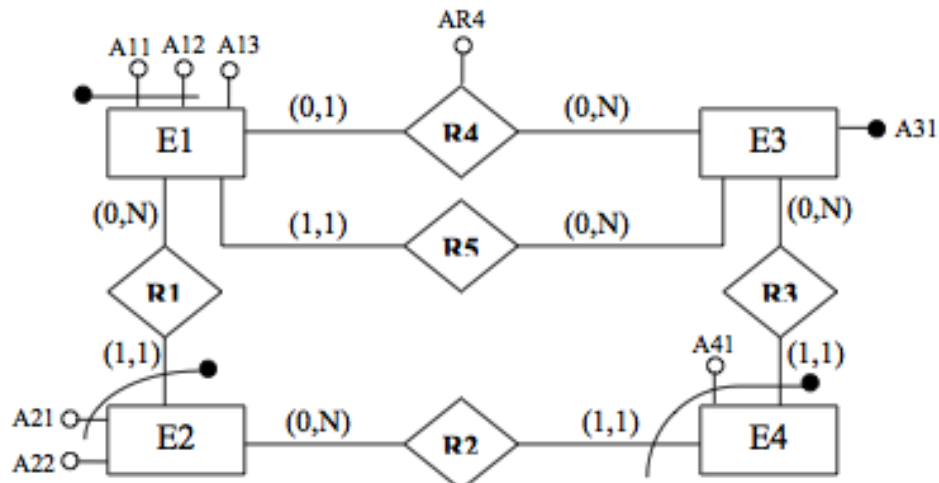 AR4
A11 A12 A13
(0,1) (0,N)
E1 R4 E3 A31
(0,N) (1,1) (0,N) (0,N)
R5
R1 R3
(1,1) A41 (1,1)
A21 (0,N) (1,1)
E2 R2 E4
A22